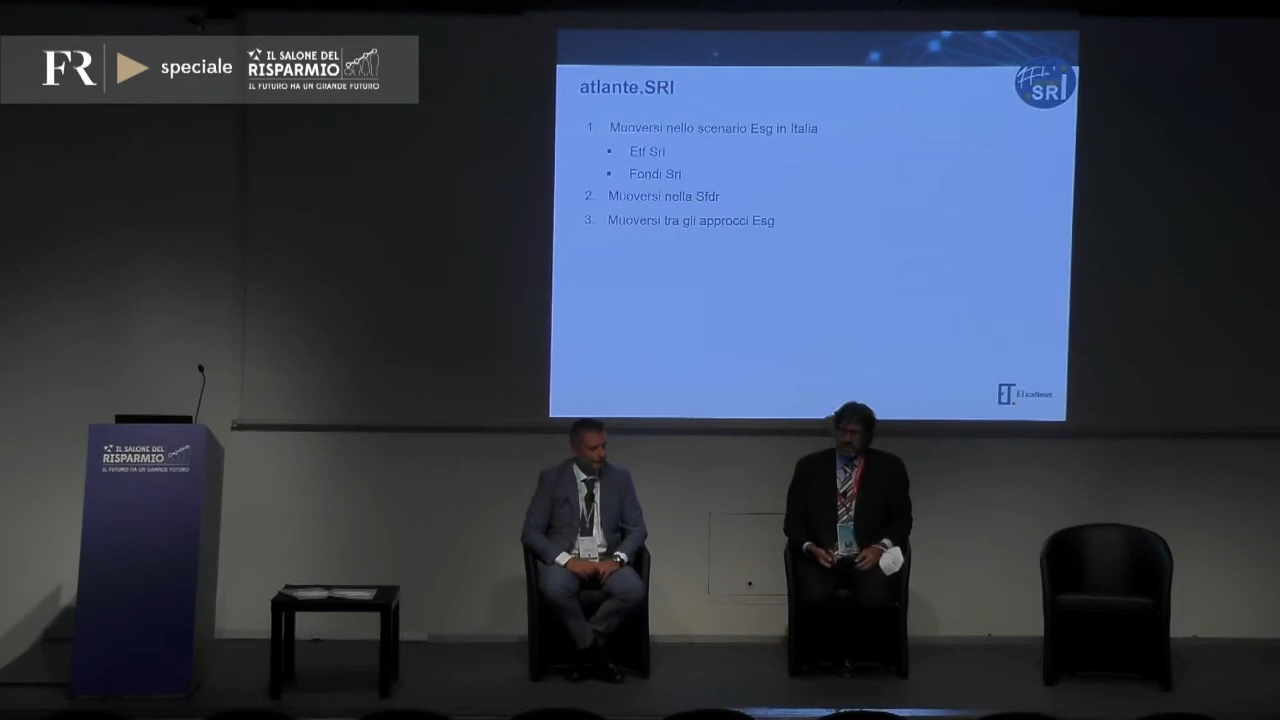 FR speciale IL SALONE DEL
RISPARMIO
IL FUTURO HA UN GRANDE FUTURO
atlante.SRI
SRI
1. Muoversi nello scenario Esg in Italia
▪ Etf Sri
▪ Fondi Sri
2. Muoversi nella Sfdr
3. Muoversi tra gli approcci Esg
ET. ETicaNews
IL SALONE DEL
RISPARMIO
IL FUTURO HA UN GRANDE FUTURO